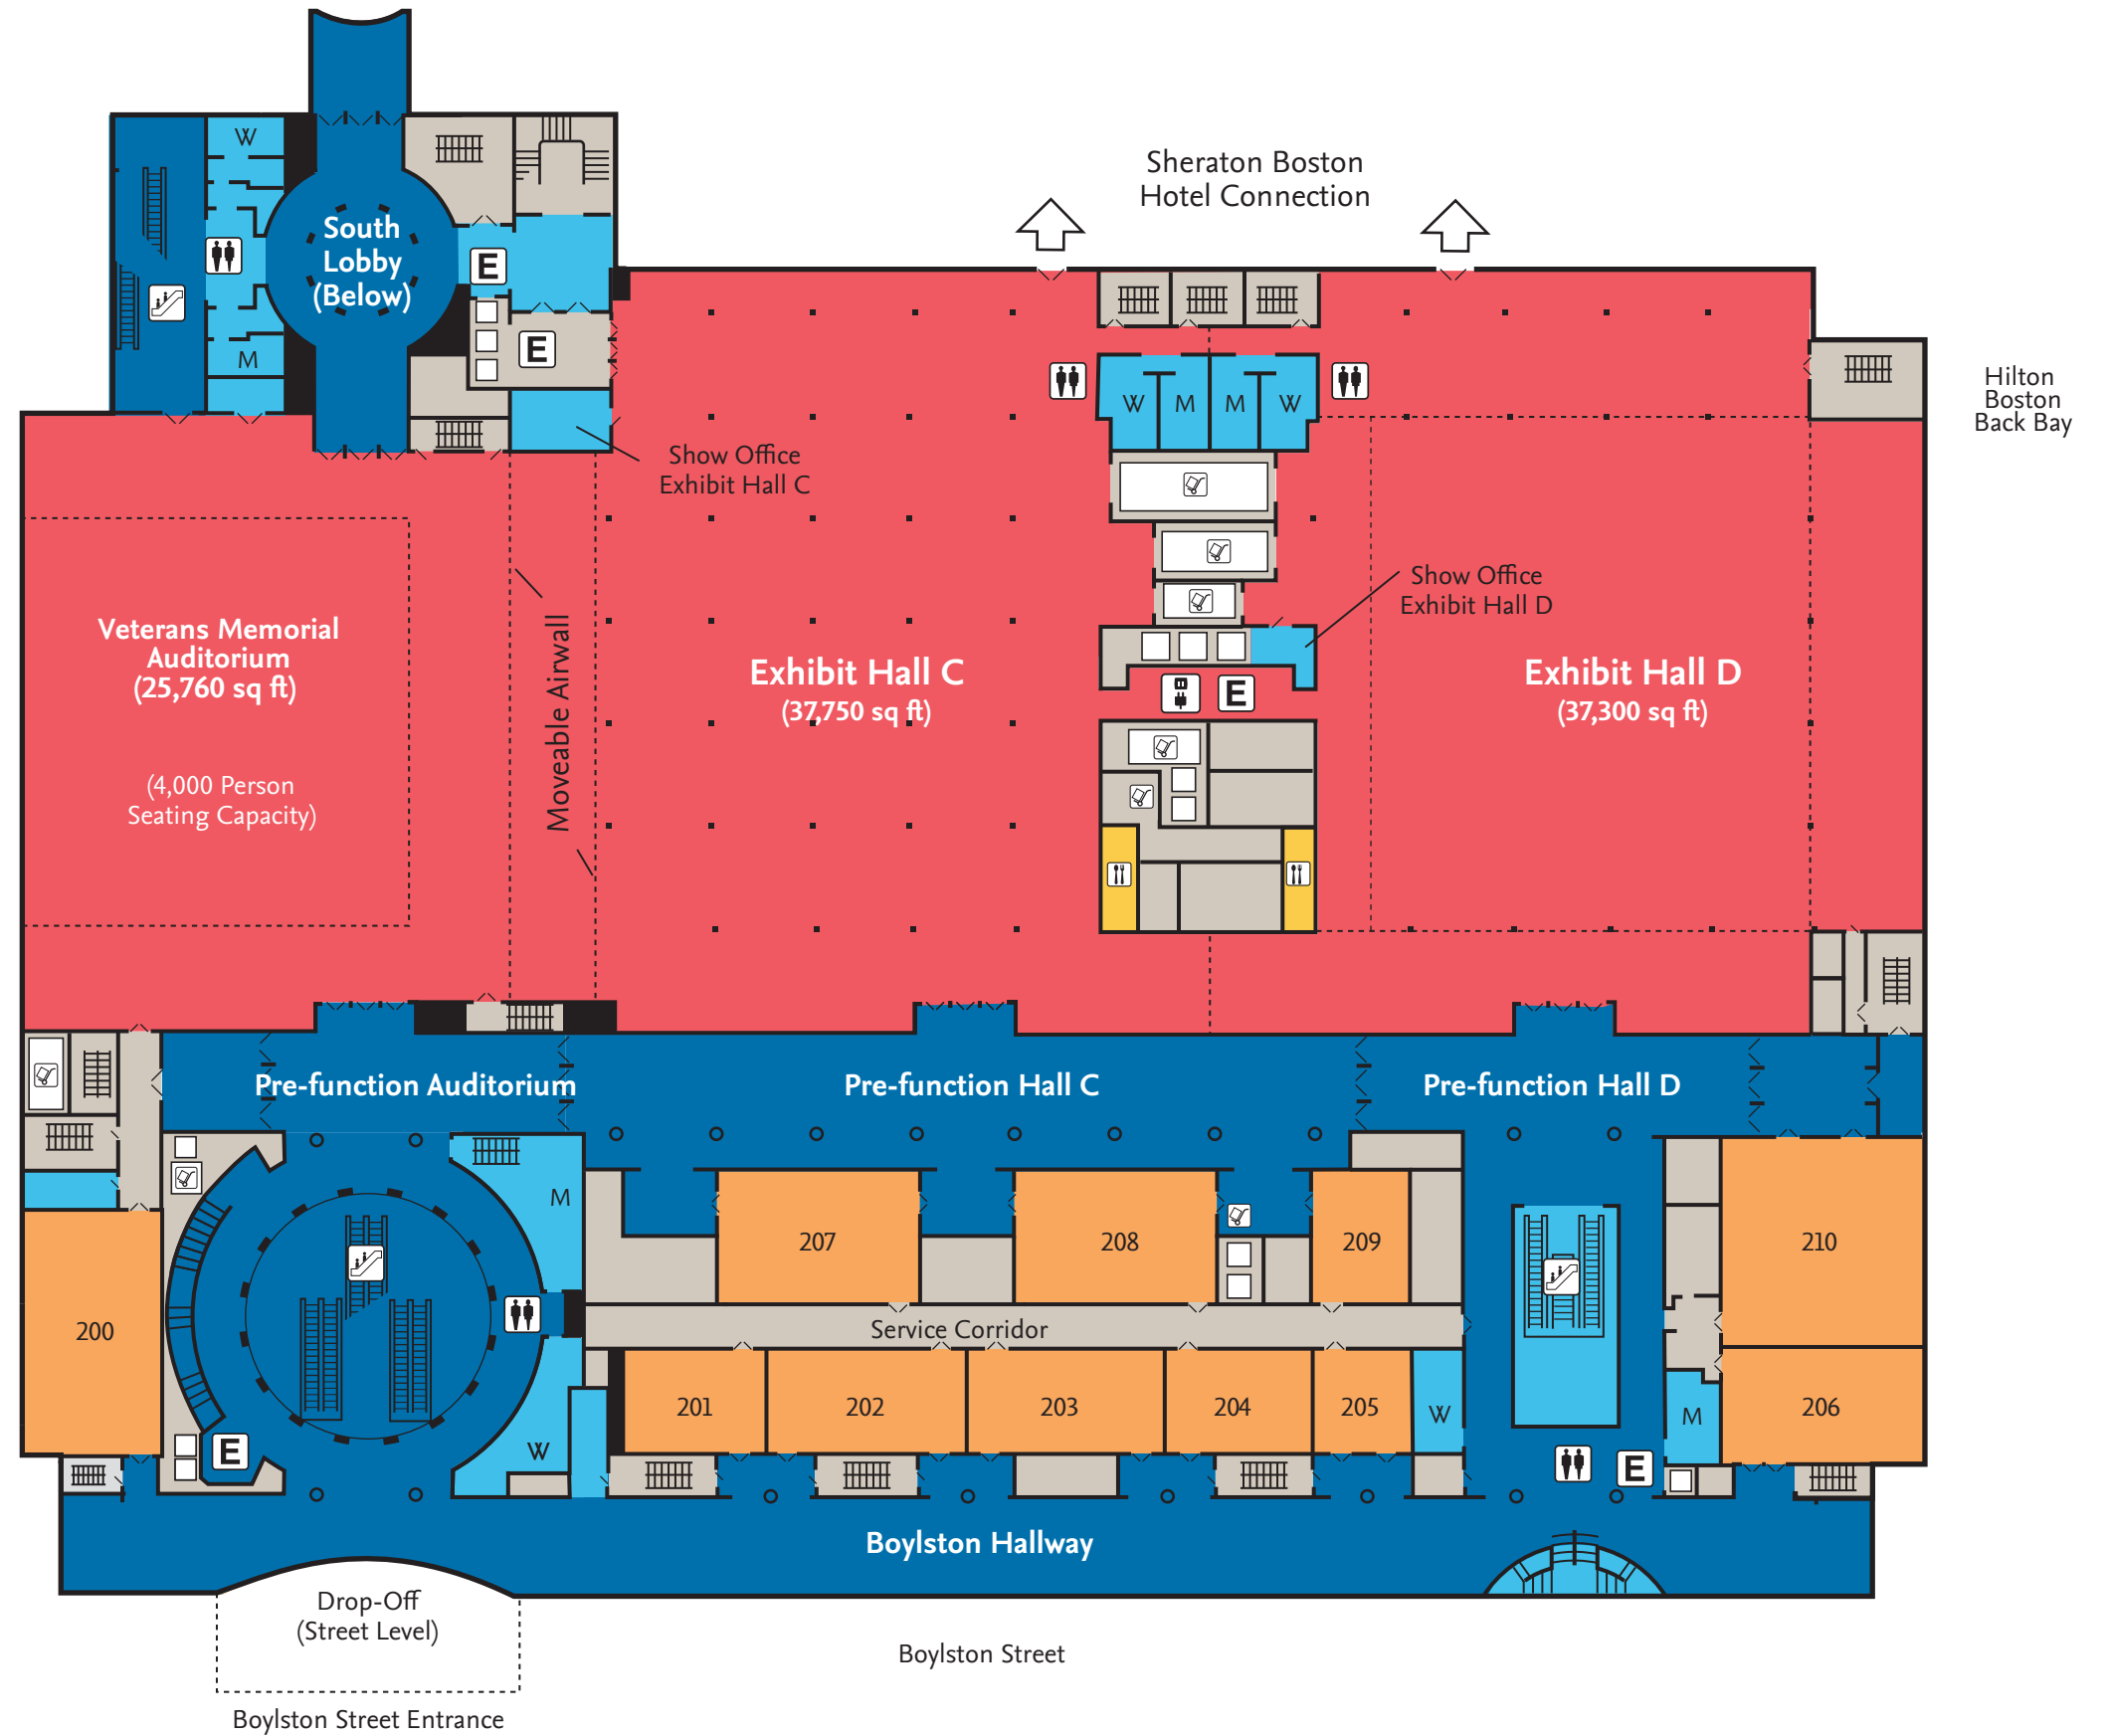 Sheraton Boston
Hotel Connection
W
South
Lobby
(Below)
E
E
M
Hilton
Boston
Back Bay
W
M
M
W
Show Office
Exhibit Hall C
Show Office
Exhibit Hall D
Veterans Memorial
Auditorium
(25,760 sq ft)
(4,000 Person
Seating Capacity)
Moveable Airwall
Exhibit Hall C
(37,750 sq ft)
E
Exhibit Hall D
(37,300 sq ft)
Pre-function Auditorium
Pre-function Hall C
Pre-function Hall D
M
207
208
209
210
200
Service Corridor
201
202
203
204
205
W
M
206
W
E
E
Boylston Hallway
Drop-Off
(Street Level)
Boylston Street
Boylston Street Entrance